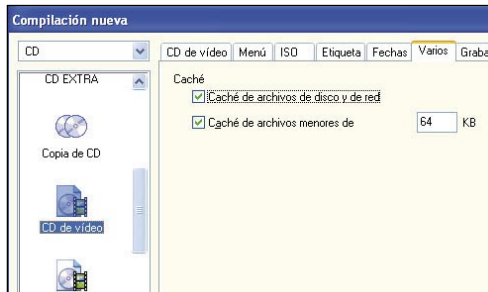 Compilación nueva
CD
CD de vídeo Menú ISO Etiqueta Fechas Varios Graba
CD EXTRA
Caché
Caché de archivos de disco y de red
Caché de archivos menores de 64 KB
Copia de CD
CD de vídeo